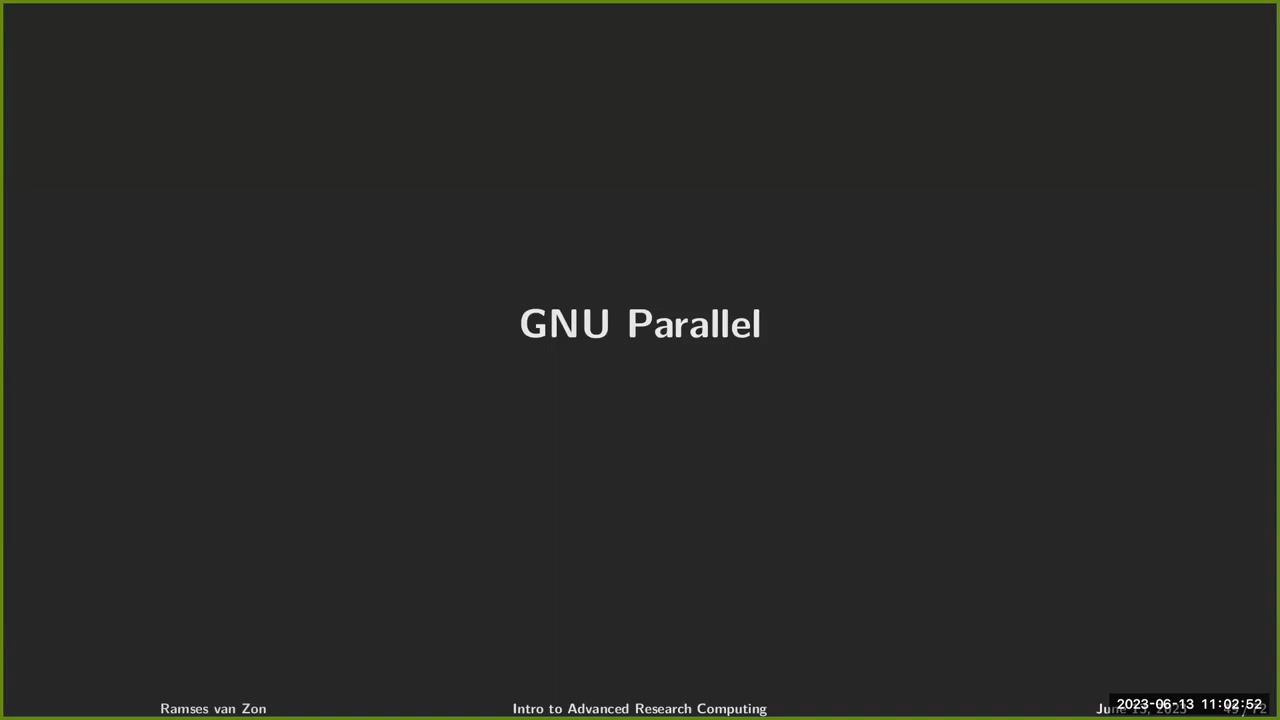 GNU Parallel
Ramses van Zon
Intro to Advanced Research Computing
2023-06-13 11:02:52